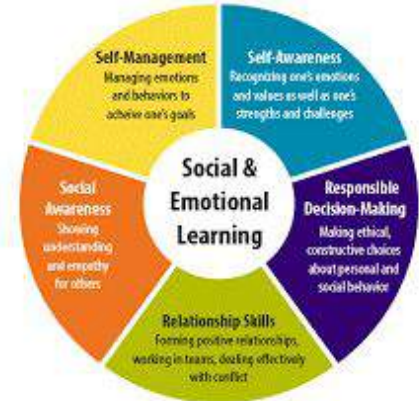 Self-Management
Managing emotions
and behaviors to
acheive one's goals
Self-Awareness
Recognizing one's emotions
and values as well as one's
strengths and challenges
Social &
Emotional
Learning
Social
Awareness
Showing
understanding
and empathy
for others
Responsible
Decision-Making
Making ethical,
constructive choices
about personal and
social behavior
Relationship Skills
Forming positive relationships,
working in teams, dealing effectively
with conflict